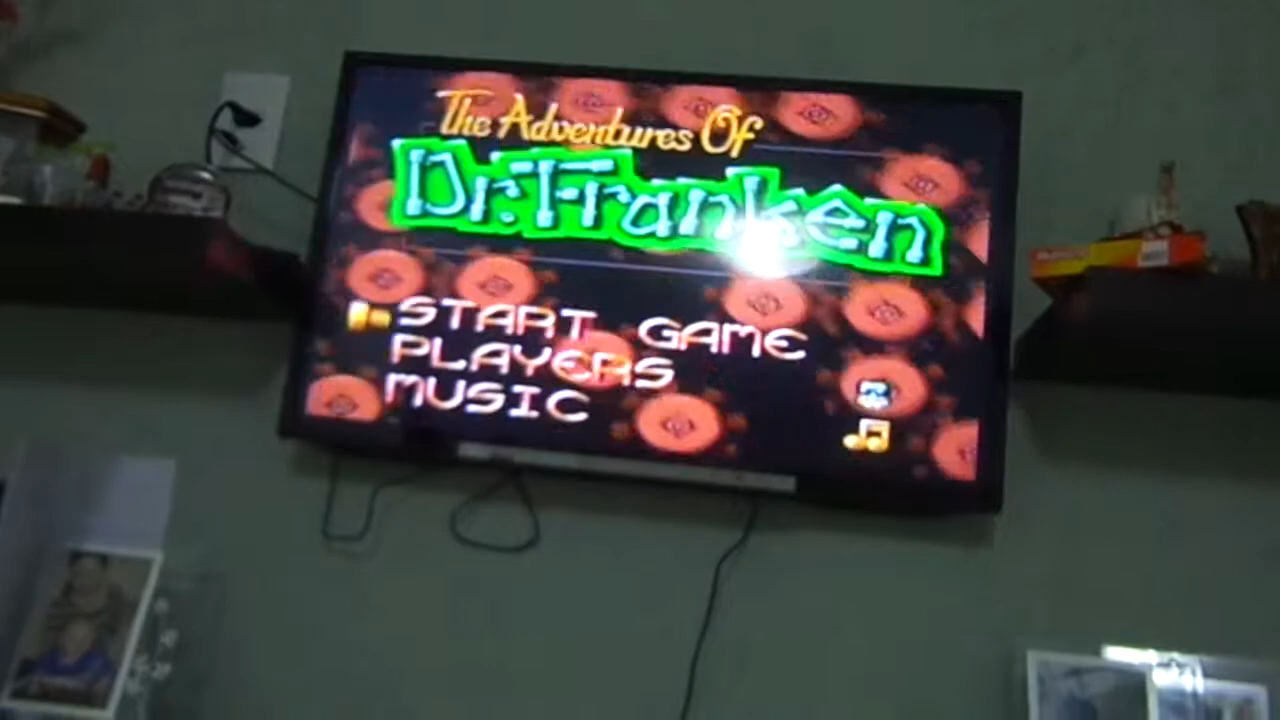 The Adventures Of
Dr. Franken
START GAME
PLAYERS
MUSIC